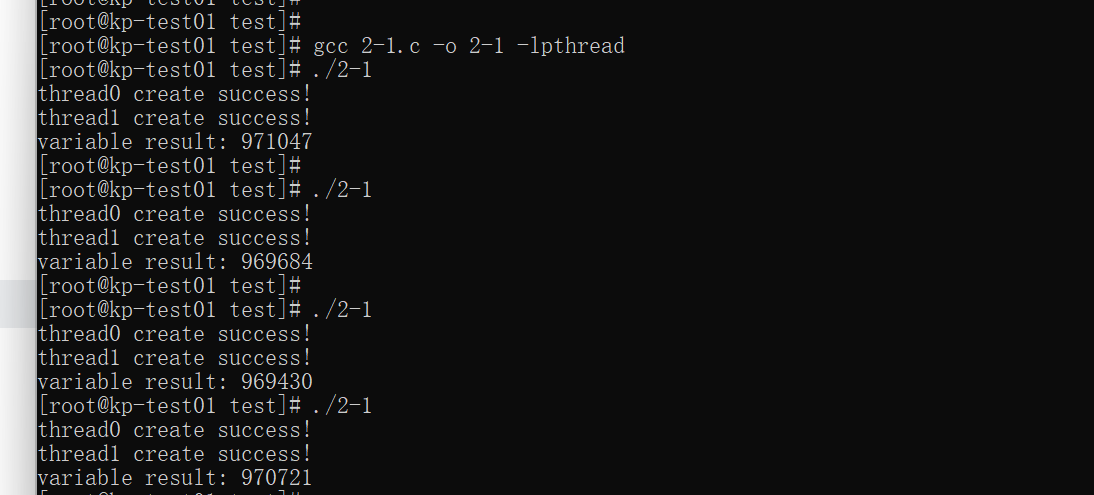 [root@kp-test01 test]#
[root@kp-test01 test]#
[root@kp-test01 test]# gcc 2-1.c -o 2-1 -lpthread
[root@kp-test01 test]# ./2-1
thread0 create success!
thread1 create success!
variable result: 971047
[root@kp-test01 test]#
[root@kp-test01 test]# ./2-1
thread0 create success!
thread1 create success!
variable result: 969684
[root@kp-test01 test]#
[root@kp-test01 test]# ./2-1
thread0 create success!
thread1 create success!
variable result: 969430
[root@kp-test01 test]# ./2-1
thread0 create success!
thread1 create success!
variable result: 970721